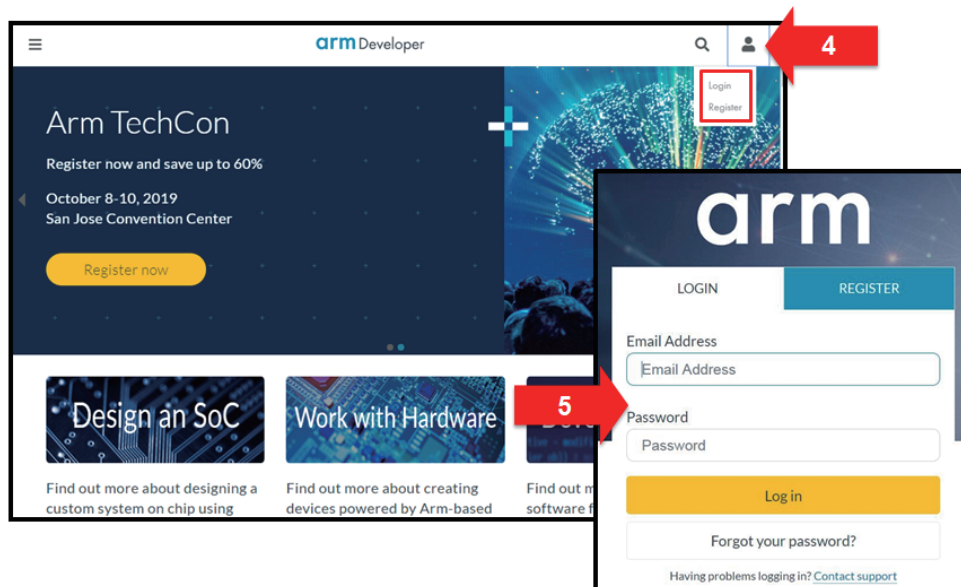 arm Developer
4
Login
Register
Arm TechCon
Register now and save up to 60%
October 8-10, 2019
San Jose Convention Center
Register now
Design an SoC
Work with Hardware
Find out more about designing a
custom system on chip using
Find out more about creating
devices powered by Arm-based
Find out
software
5
arm
LOGIN
REGISTER
Email Address
Email Address
Password
Password
Log in
Forgot your password?
Having problems logging in? Contact support